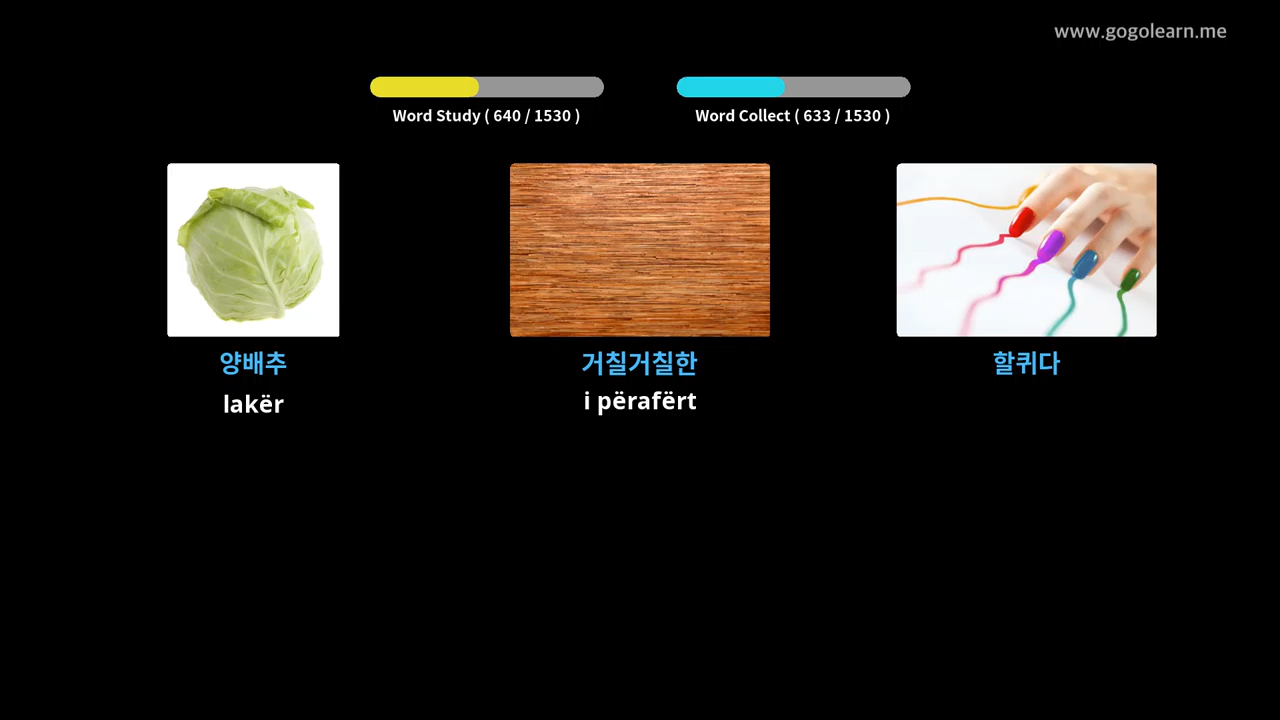 www.gogolearn.me
Word Study ( 640 / 1530 )
Word Collect ( 633 / 1530 )
양배추
거칠거칠한
할퀴다
lakër
i përafërt